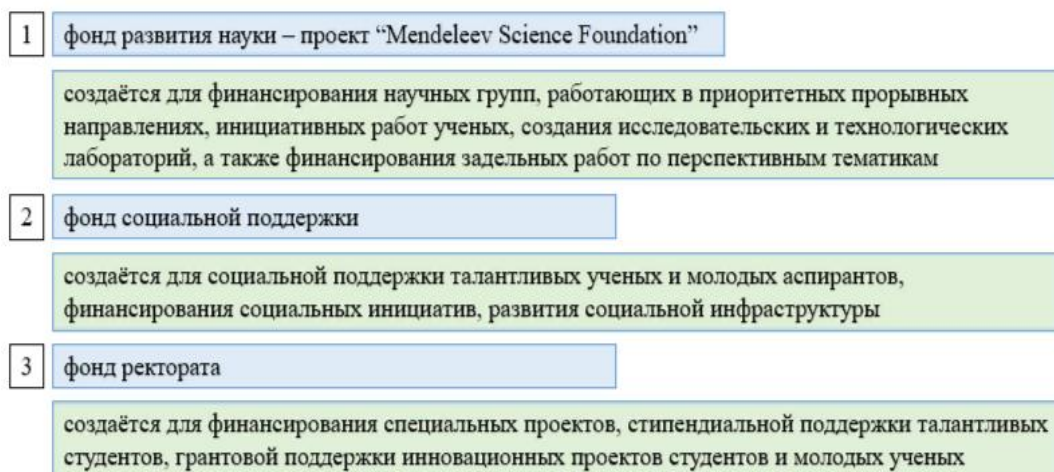 1 фонд развития науки – проект “Mendeleev Science Foundation”
создаётся для финансирования научных групп, работающих в приоритетных прорывных
направлениях, инициативных работ ученых, создания исследовательских и технологических
лабораторий, а также финансирования задельных работ по перспективным тематикам
2 фонд социальной поддержки
создаётся для социальной поддержки талантливых ученых и молодых аспирантов,
финансирования социальных инициатив, развития социальной инфраструктуры
3 фонд ректората
создаётся для финансирования специальных проектов, стипендиальной поддержки талантливых
студентов, грантовой поддержки инновационных проектов студентов и молодых ученых